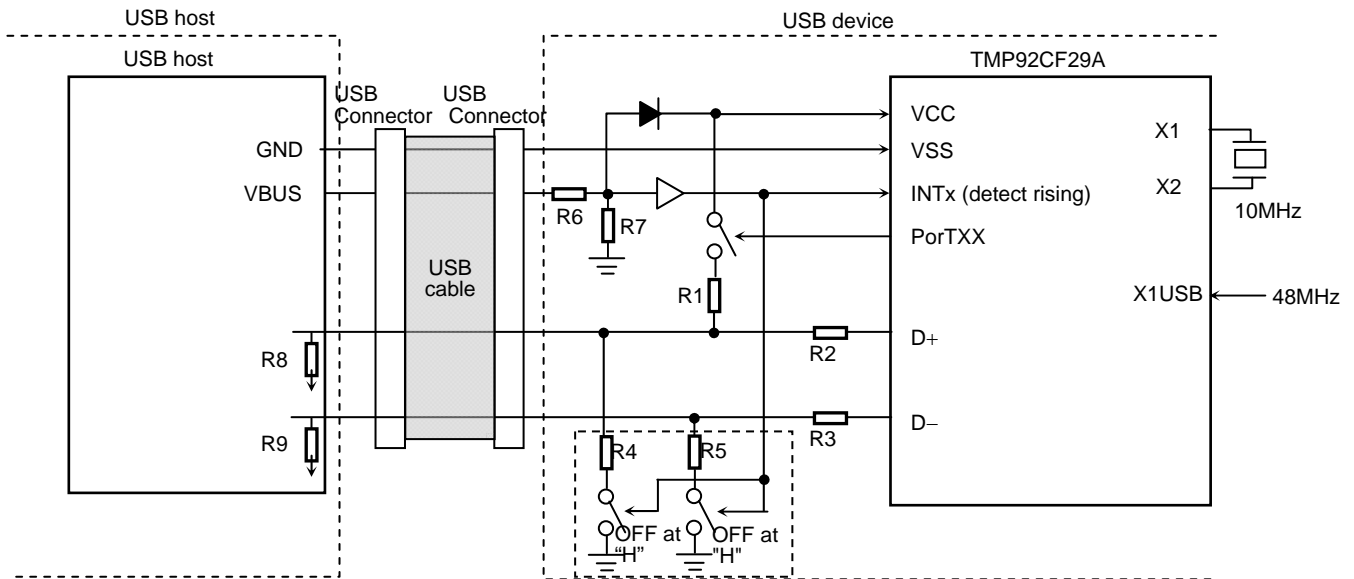 USB host
USB device
USB host
TMP92CF29A
USB
Connector
USB
Connector
VCC
X1
GND
VSS
VBUS
INTx (detect rising)
X2
R6
R7
10MHz
PorTXX
USB
cable
R1
X1USB
48MHz
R8
R2
D+
R9
R3
D−
R4
R5
OFF at
"H"
OFF at
"H"